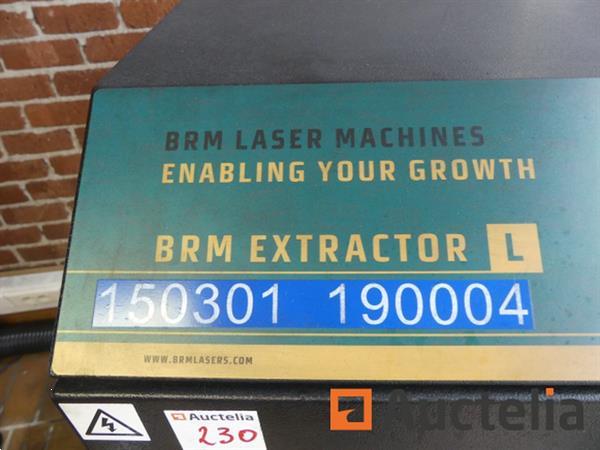 BRM LASER MACHINES
ENABLING YOUR GROWTH
BRM EXTRACTOR L
150301 190004
WWW.BRMLASERS.COM
Auctelia
230
Auctelia